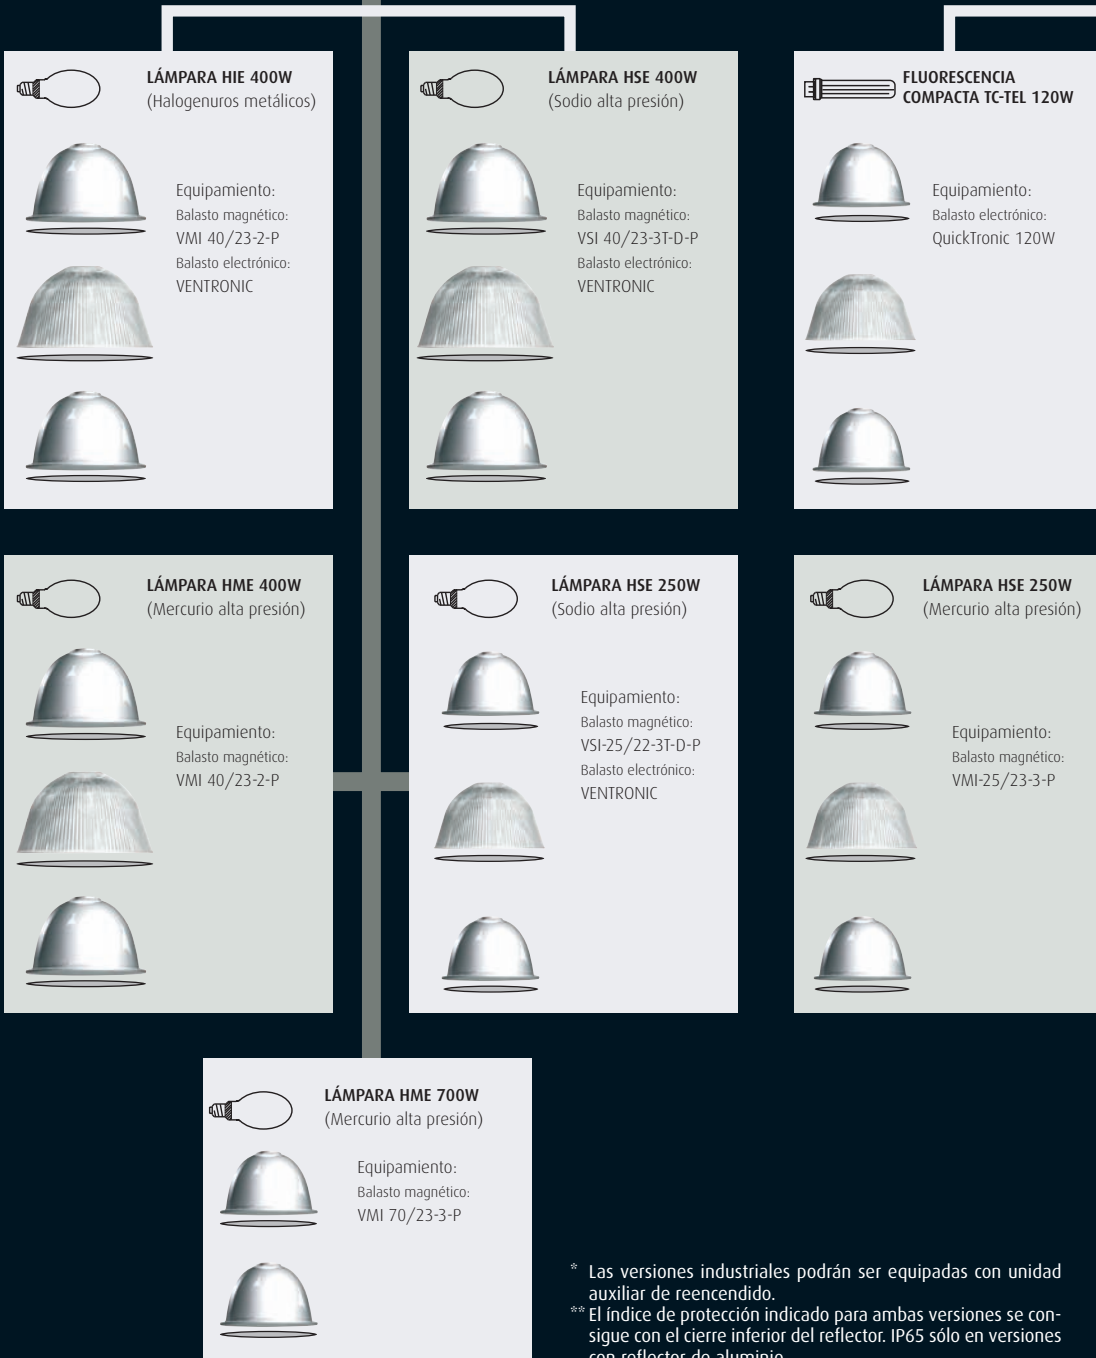 LÁMPARA HIE 400W
(Halogenuros metálicos)
Equipamiento:
Balasto magnético:
VMI 40/23-2-P
Balasto electrónico:
VENTRONIC
LÁMPARA HSE 400W
(Sodio alta presión)
Equipamiento:
Balasto magnético:
VSI 40/23-3T-D-P
Balasto electrónico:
VENTRONIC
FLUORESCENCIA
COMPACTA TC-TEL 120W
Equipamiento:
Balasto electrónico:
QuickTronic 120W
LÁMPARA HME 400W
(Mercurio alta presión)
Equipamiento:
Balasto magnético:
VMI 40/23-2-P
LÁMPARA HSE 250W
(Sodio alta presión)
Equipamiento:
Balasto magnético:
VSI-25/22-3T-D-P
Balasto electrónico:
VENTRONIC
LÁMPARA HSE 250W
(Mercurio alta presión)
Equipamiento:
Balasto magnético:
VMI-25/23-3-P
LÁMPARA HME 700W
(Mercurio alta presión)
Equipamiento:
Balasto magnético:
VMI 70/23-3-P
* Las versiones industriales podrán ser equipadas con unidad
auxiliar de reencendido.
** El índice de protección indicado para ambas versiones se con-
sigue con el cierre inferior del reflector. IP65 sólo en versiones
con reflector de aluminio.